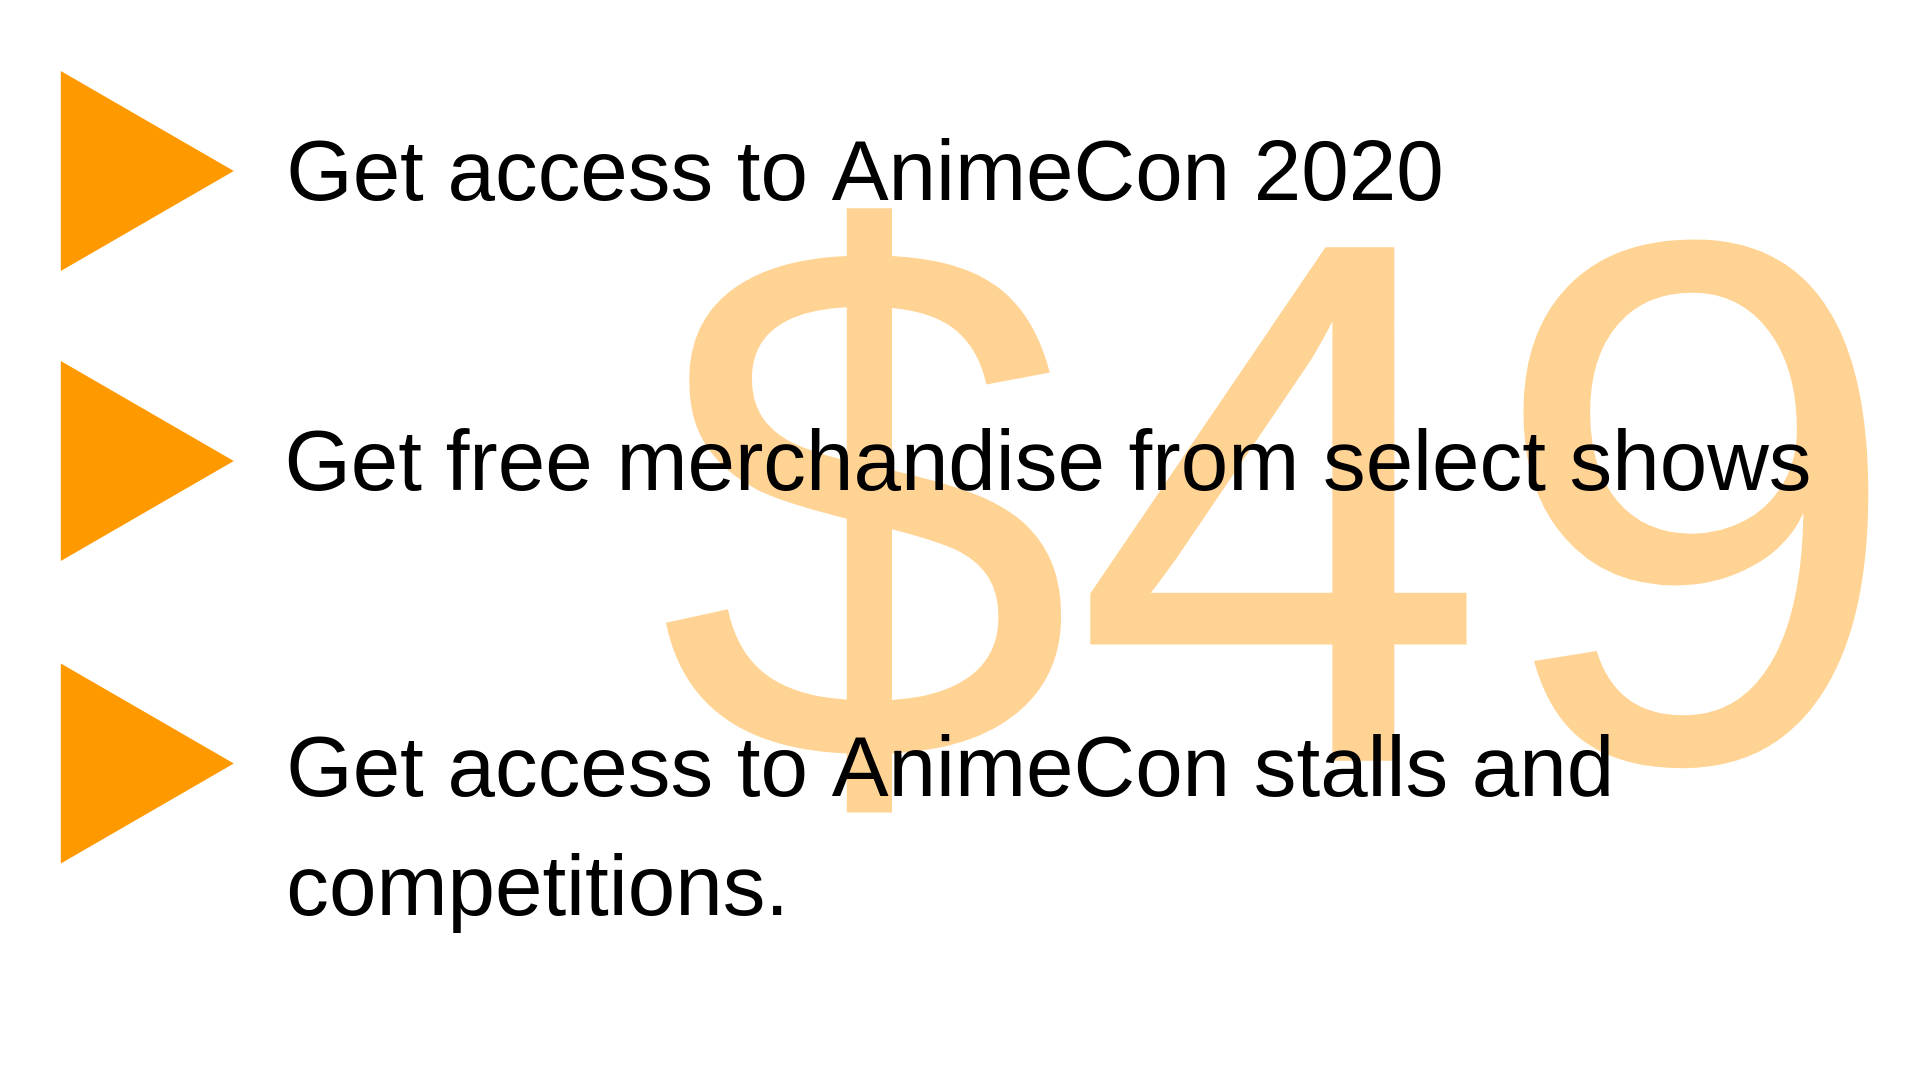 Get access to AnimeCon 2020
$49
Get free merchandise from select shows
Get access to AnimeCon stalls and
competitions.